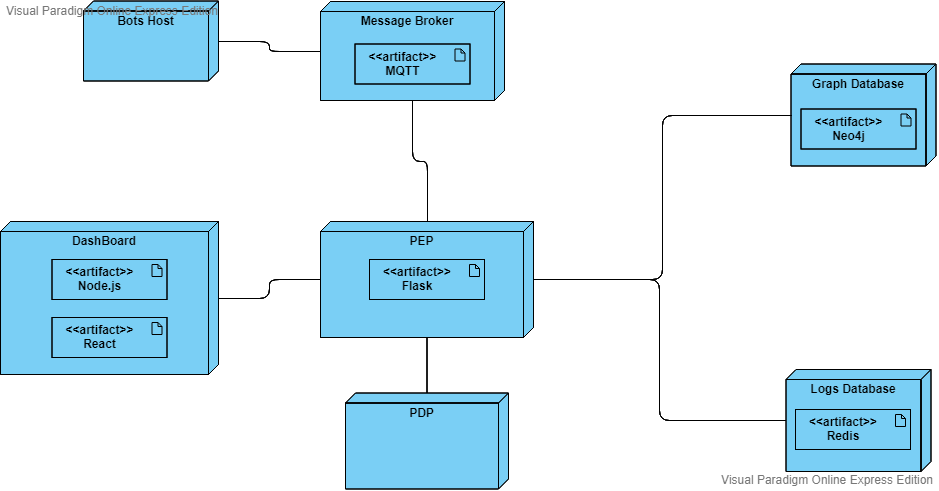 Visual Paradigm Online Express Edition
Bots Host
Message Broker
<<artifact>>
MQTT
Graph Database
<<artifact>>
Neo4j
DashBoard
<<artifact>>
Node.js
<<artifact>>
React
PEP
<<artifact>>
Flask
PDP
Logs Database
<<artifact>>
Redis
Visual Paradigm Online Express Edition